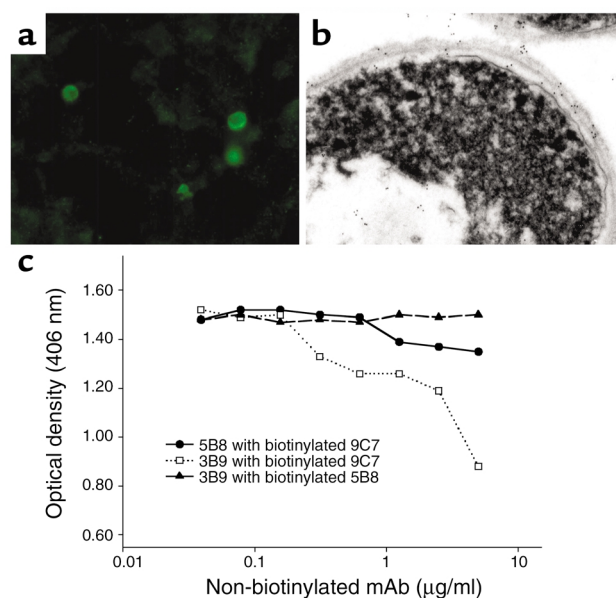 a
b
c
Optical density (406 nm)
1.60
1.40
1.20
1.00
0.80
0.60
5B8 with biotinylated 9C7
3B9 with biotinylated 9C7
3B9 with biotinylated 5B8
0.01
0.1
1
10
Non-biotinylated mAb (μg/ml)